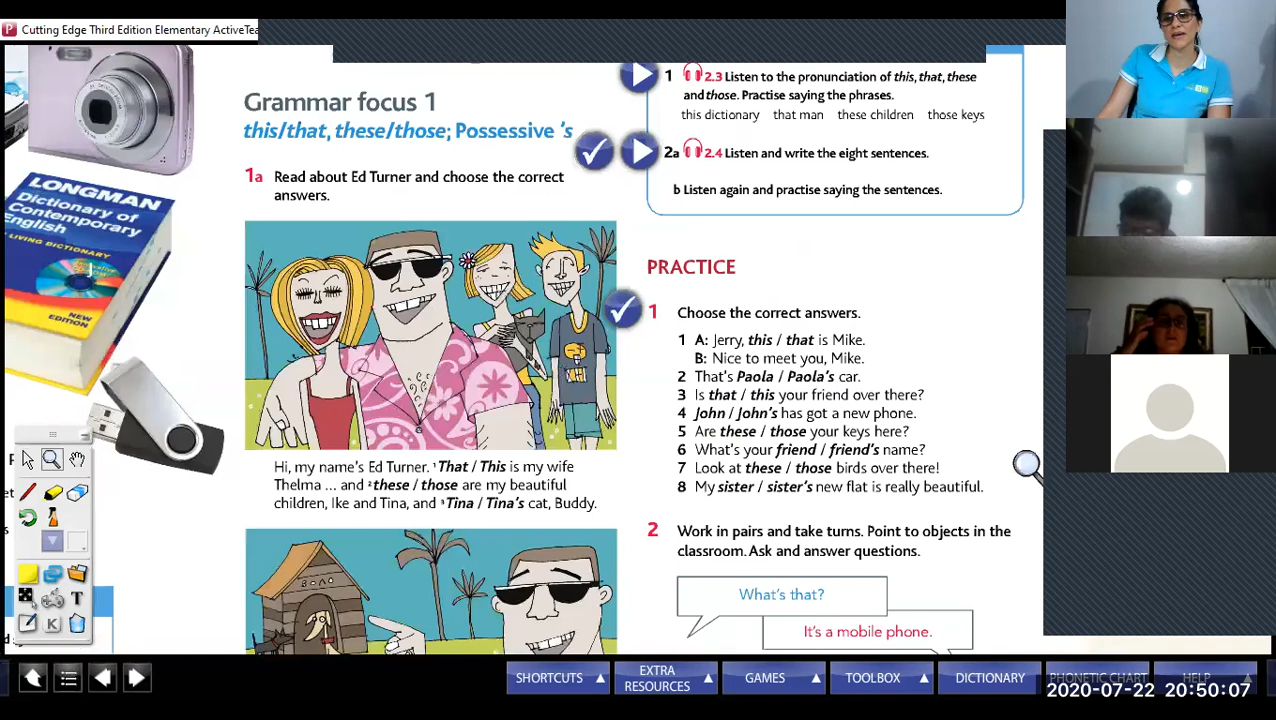 Cutting Edge Third Edition Elementary ActiveTea
LONGMAN
Dictionary of
Contemporary
English
LIVING DICTIONARY
NEW
EDITION
Grammar focus 1
this/that, these/those; Possessive 's
1a Read about Ed Turner and choose the correct
answers.
Hi, my name's Ed Turner. ¹That / This is my wife
Thelma ... and ²these / those are my beautiful
children, Ike and Tina, and ³Tina / Tina's cat, Buddy.
1 2.3 Listen to the pronunciation of this, that, these
and those. Practise saying the phrases.
this dictionary that man these children those keys
2a 2.4 Listen and write the eight sentences.
b Listen again and practise saying the sentences.
PRACTICE
1 Choose the correct answers.
1 A: Jerry, this / that is Mike.
B: Nice to meet you, Mike.
2 That's Paola / Paola's car.
3 Is that / this your friend over there?
4 John / John's has got a new phone.
5 Are these / those your keys here?
6 What's your friend / friend's name?
7 Look at these / those birds over there!
8 My sister / sister's new flat is really beautiful.
2 Work in pairs and take turns. Point to objects in the
classroom. Ask and answer questions.
What's that?
It's a mobile phone.
T
K
SHORTCUTS
EXTRA
RESOURCES
GAMES
TOOLBOX
DICTIONARY
PHONETIC CHART
HELP
2020-07-22 20:50:07